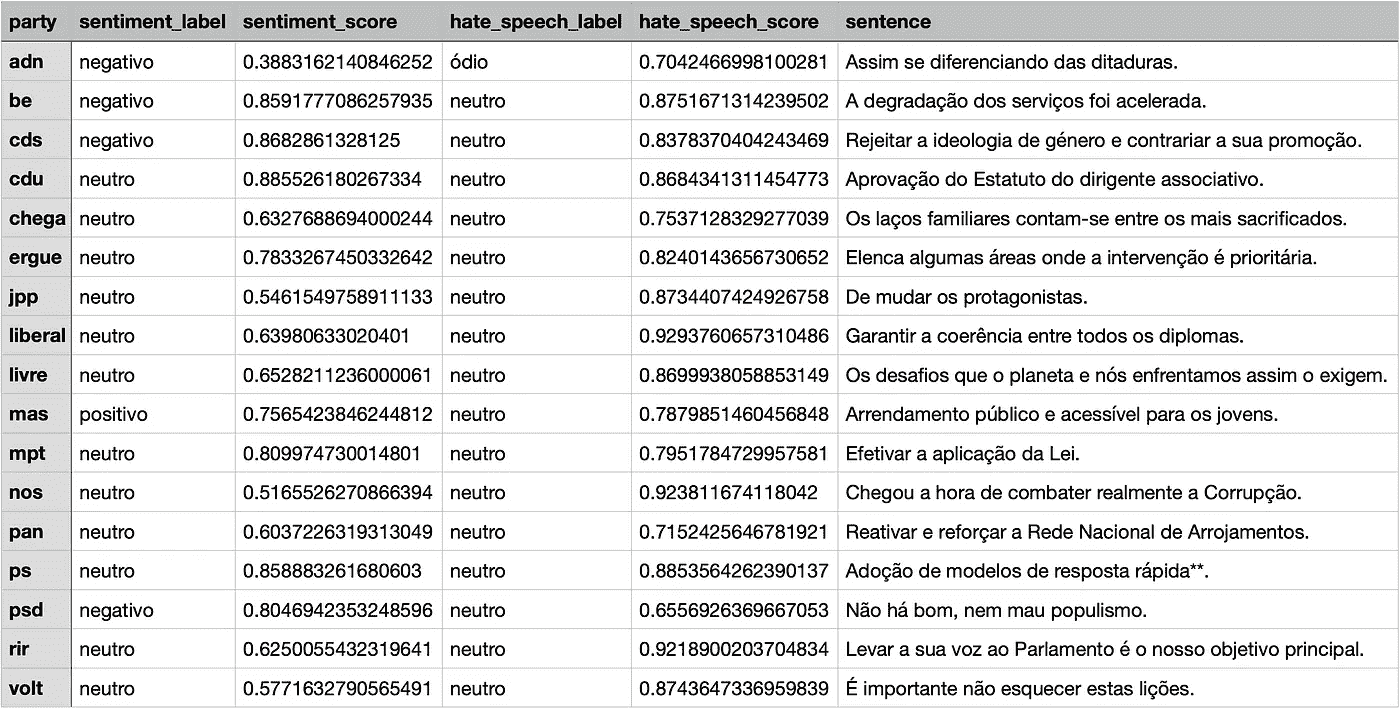 party sentiment_label sentiment_score hate_speech_label hate_speech_score sentence
adn negativo 0.3883162140846252 ódio 0.7042466998100281 Assim se diferenciando das ditaduras.
be negativo 0.8591777086257935 neutro 0.8751671314239502 A degradação dos serviços foi acelerada.
cds negativo 0.8682861328125 neutro 0.8378370404243469 Rejeitar a ideologia de género e contrariar a sua promoção.
cdu neutro 0.885526180267334 neutro 0.8684341311454773 Aprovação do Estatuto do dirigente associativo.
chega neutro 0.6327688694000244 neutro 0.7537128329277039 Os laços familiares contam-se entre os mais sacrificados.
ergue neutro 0.7833267450332642 neutro 0.8240143656730652 Elenca algumas áreas onde a intervenção é prioritária.
jpp neutro 0.5461549758911133 neutro 0.8734407424926758 De mudar os protagonistas.
liberal neutro 0.63980633020401 neutro 0.9293760657310486 Garantir a coerência entre todos os diplomas.
livre neutro 0.6528211236000061 neutro 0.8699938058853149 Os desafios que o planeta e nós enfrentamos assim o exigem.
mas positivo 0.7565423846244812 neutro 0.7879851460456848 Arrendamento público e acessível para os jovens.
mpt neutro 0.809974730014801 neutro 0.7951784729957581 Efetivar a aplicação da Lei.
nos neutro 0.5165526270866394 neutro 0.923811674118042 Chegou a hora de combater realmente a Corrupção.
pan neutro 0.6037226319313049 neutro 0.7152425646781921 Reativar e reforçar a Rede Nacional de Arrojamentos.
ps neutro 0.858883261680603 neutro 0.8853564262390137 Adoção de modelos de resposta rápida**.
psd negativo 0.8046942353248596 neutro 0.6556926369667053 Não há bom, nem mau populismo.
rir neutro 0.6250055432319641 neutro 0.9218900203704834 Levar a sua voz ao Parlamento é o nosso objetivo principal.
volt neutro 0.5771632790565491 neutro 0.8743647336959839 É importante não esquecer estas lições.